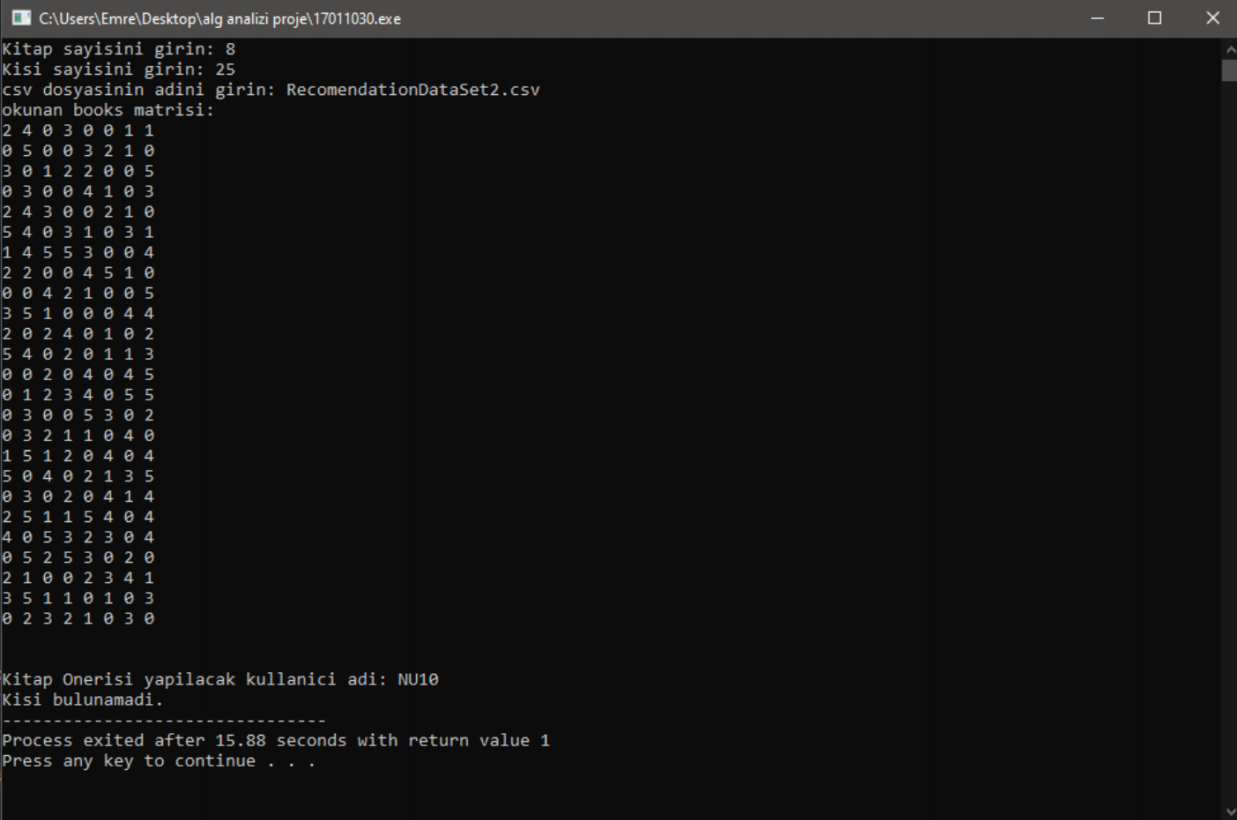 C:\Users\Emre\Desktop\alg analizi proje\17011030.exe
Kitap sayisini girin: 8
Kisi sayisini girin: 25
csv dosyasinin adini girin: RecomendationDataSet2.csv
okunan books matrisi:
2 4 0 3 0 0 1 1
0 5 0 0 3 2 1 0
3 0 1 2 2 0 0 5
0 3 0 0 4 1 0 3
2 4 3 0 0 2 1 0
5 4 0 3 1 0 3 1
1 4 5 5 3 0 0 4
2 2 0 0 4 5 1 0
0 0 4 2 1 0 0 5
3 5 1 0 0 0 4 4
2 0 2 4 0 1 0 2
5 4 0 2 0 1 1 3
0 0 2 0 4 0 4 5
0 1 2 3 4 0 5 5
0 3 0 0 5 3 0 2
0 3 2 1 1 0 4 0
1 5 1 2 0 4 0 4
5 0 4 0 2 1 3 5
0 3 0 2 0 4 1 4
2 5 1 1 5 4 0 4
4 0 5 3 2 3 0 4
0 5 2 5 3 0 2 0
2 1 0 0 2 3 4 1
3 5 1 1 0 1 0 3
0 2 3 2 1 0 3 0
Kitap Onerisi yapilacak kullanici adi: NU10
Kisi bulunamadi.
--------------------------------
Process exited after 15.88 seconds with return value 1
Press any key to continue . . .